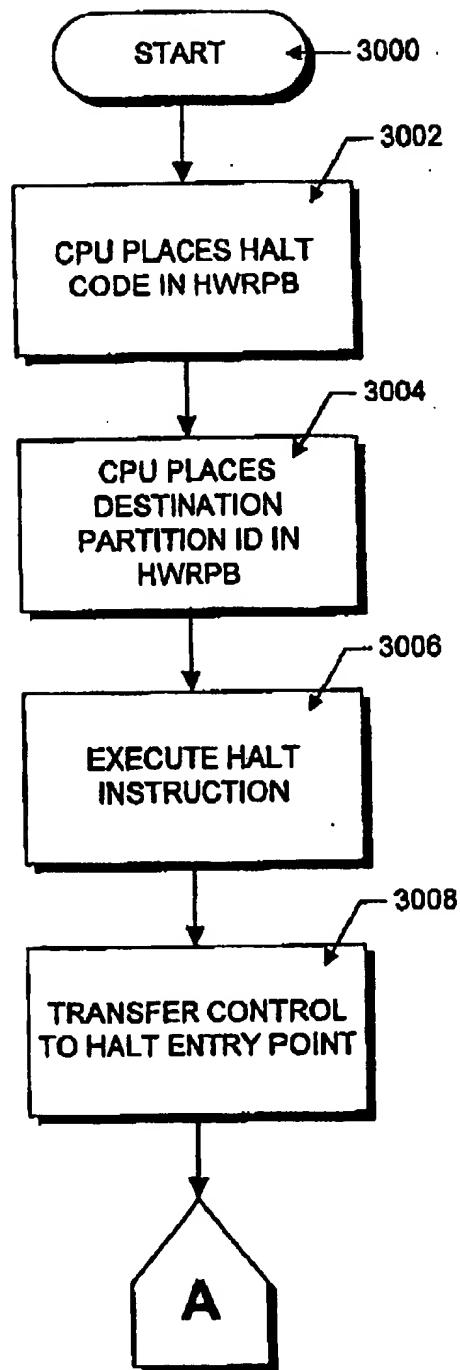 START
3000
3002
CPU PLACES HALT
CODE IN HWRPB
3004
CPU PLACES
DESTINATION
PARTITION ID IN
HWRPB
3006
EXECUTE HALT
INSTRUCTION
3008
TRANSFER CONTROL
TO HALT ENTRY POINT
A